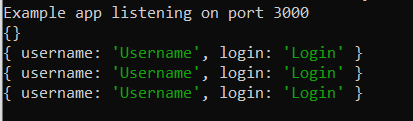 Example app listening on port 3000
{}
{ username: 'Username', login: 'Login' }
{ username: 'Username', login: 'Login' }
{ username: 'Username', login: 'Login' }